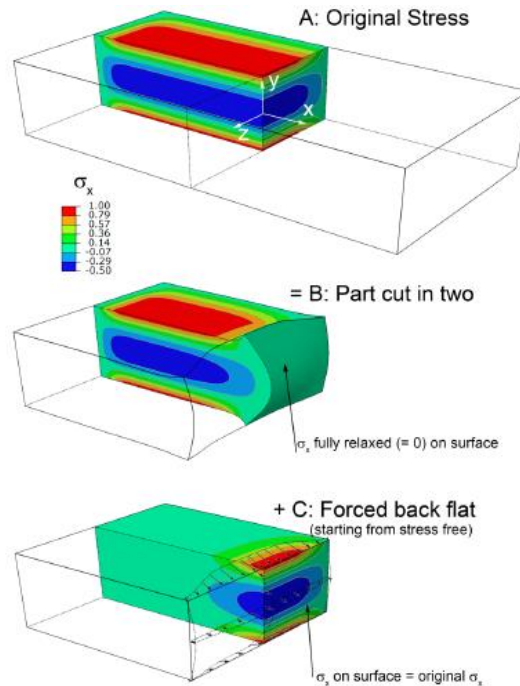 A: Original Stress
y
x
z
σx
1.00
0.79
0.57
0.36
0.14
-0.07
-0.29
-0.50
= B: Part cut in two
σx fully relaxed (= 0) on surface
+ C: Forced back flat
(starting from stress free)
σx on surface = original σx